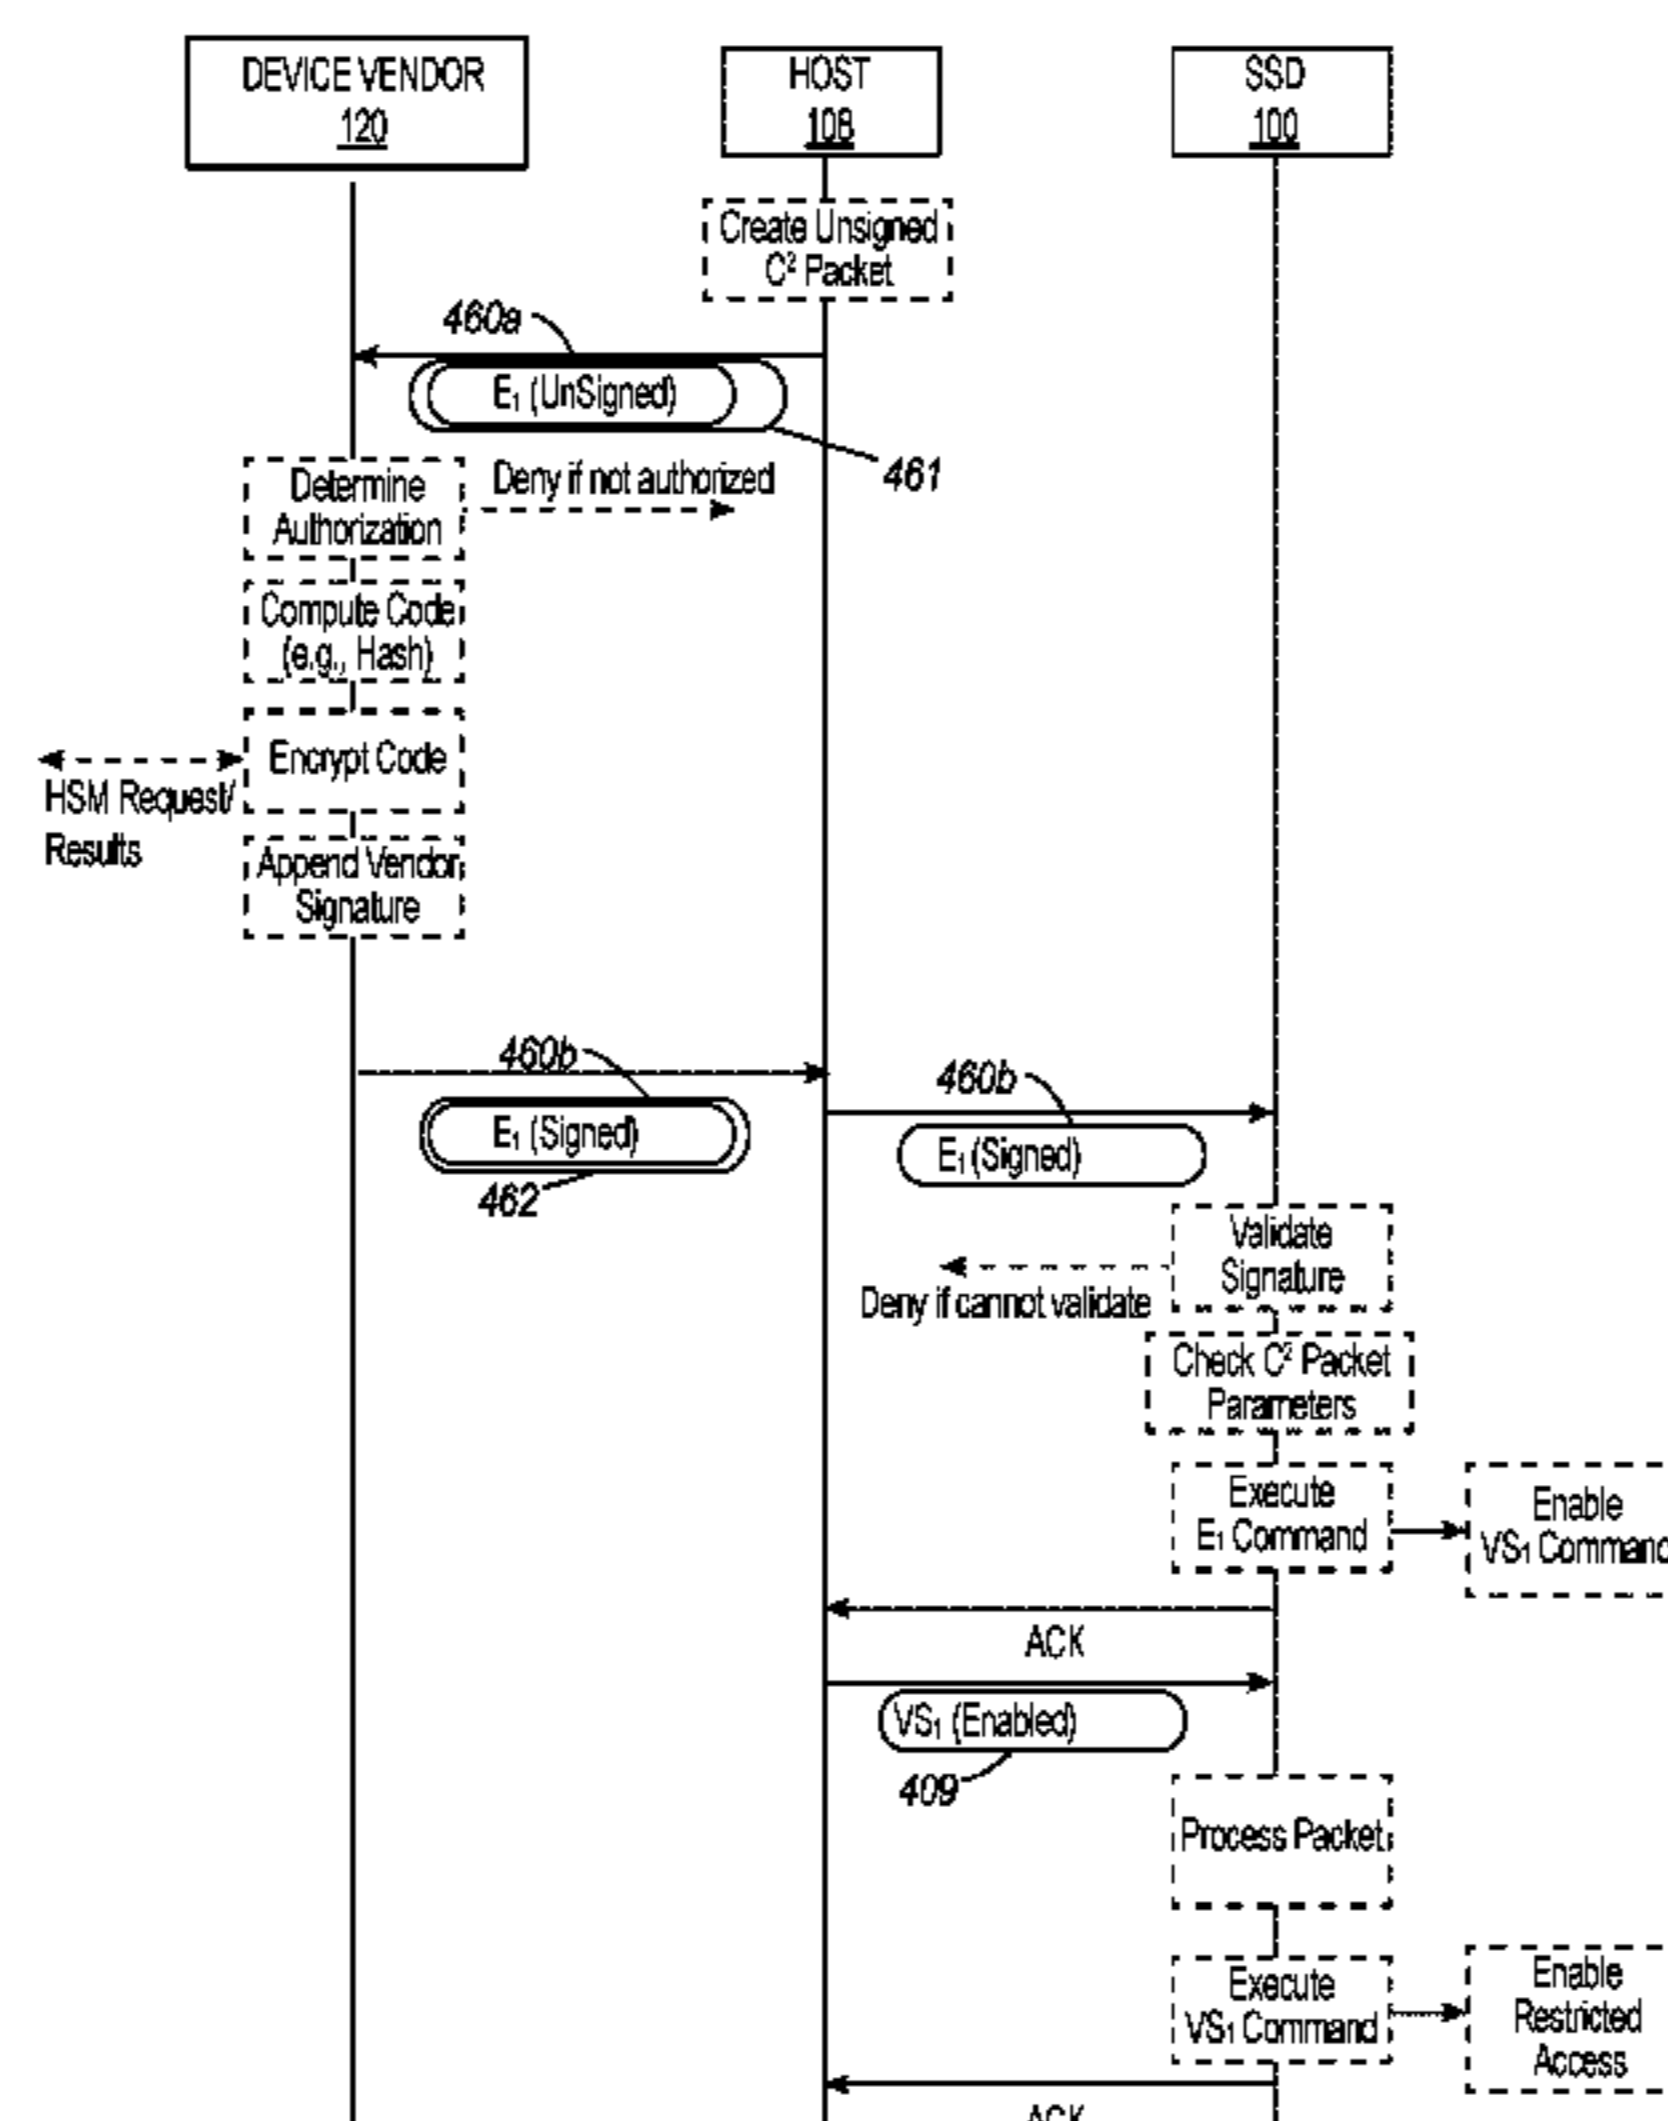 DEVICE VENDOR
120
HOST
108
SSD
100
Create Unsigned
C² Packet
460a
E₁ (UnSigned)
461
Determine
Authorization
Deny if not authorized
Compute Code
(e.g., Hash)
Encrypt Code
HSM Request/
Results
Append Vendor
Signature
460b
E₁ (Signed)
462
460b
E₁ (Signed)
Validate
Signature
Deny if cannot validate
Check C² Packet
Parameters
Execute
E₁ Command
Enable
VS₁ Command
ACK
VS₁ (Enabled)
409
Process Packet
Execute
VS₁ Command
Enable
Restricted
Access
ACK